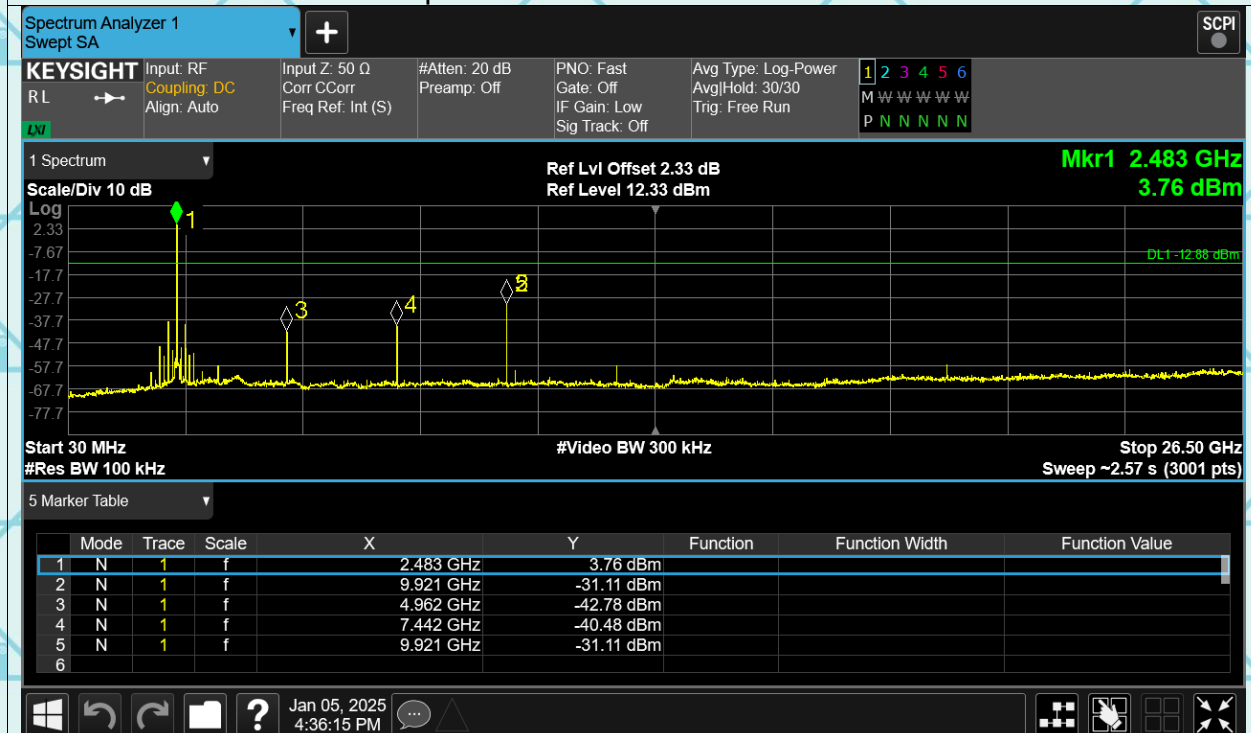 Spectrum Analyzer 1
Swept SA
+
SCPI
KEYSIGHT
RL
LXI
Input: RF
Coupling: DC
Align: Auto
Input Z: 50 Ω
Corr CCorr
Freq Ref: Int (S)
#Atten: 20 dB
Preamp: Off
PNO: Fast
Gate: Off
IF Gain: Low
Sig Track: Off
Avg Type: Log-Power
Avg|Hold: 30/30
Trig: Free Run
1 2 3 4 5 6
M W W W W W
P N N N N N
1 Spectrum
Ref Lvl Offset 2.33 dB
Mkr1 2.483 GHz
Scale/Div 10 dB
Ref Level 12.33 dBm
3.76 dBm
Log
1
2.33
-7.67
DL1 -12.88 dBm
-17.7
-27.7
3
4
-37.7
-47.7
-57.7
-67.7
-77.7
Start 30 MHz
#Video BW 300 kHz
Stop 26.50 GHz
#Res BW 100 kHz
Sweep ~2.57 s (3001 pts)
5 Marker Table
Mode Trace Scale X Y Function Function Width Function Value
1 N 1 f 2.483 GHz 3.76 dBm
2 N 1 f 9.921 GHz -31.11 dBm
3 N 1 f 4.962 GHz -42.78 dBm
4 N 1 f 7.442 GHz -40.48 dBm
5 N 1 f 9.921 GHz -31.11 dBm
6
?
Jan 05, 2025
4:36:15 PM